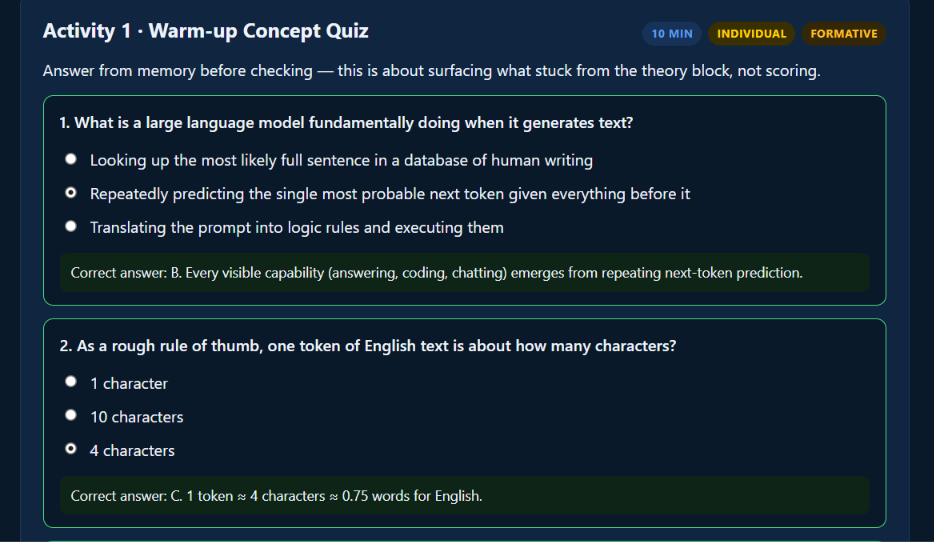 Activity 1 · Warm-up Concept Quiz
10 MIN
INDIVIDUAL
FORMATIVE
Answer from memory before checking — this is about surfacing what stuck from the theory block, not scoring.
1. What is a large language model fundamentally doing when it generates text?
Looking up the most likely full sentence in a database of human writing
Repeatedly predicting the single most probable next token given everything before it
Translating the prompt into logic rules and executing them
Correct answer: B. Every visible capability (answering, coding, chatting) emerges from repeating next-token prediction.
2. As a rough rule of thumb, one token of English text is about how many characters?
1 character
10 characters
4 characters
Correct answer: C. 1 token ≈ 4 characters ≈ 0.75 words for English.